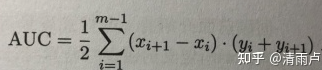 AUC = \frac{1}{2} \sum_{i=1}^{m-1} (x_{i+1} - x_i) \cdot (y_i + y_{i+1})
知乎 @清雨卢